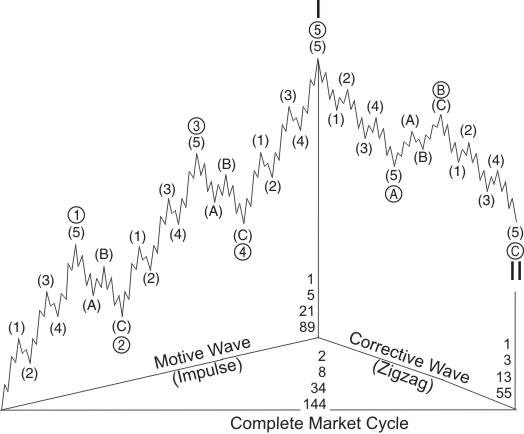 I
⑤
(5)
(3)
(4)
(1)
(2)
③
(5)
(B)
(A)
(C)
④
(3)
(4)
(1)
(2)
①
(5)
(B)
(A)
(C)
②
(3)
(4)
(1)
(2)
(2)
(1)
(4)
(3)
(5)
Ⓐ
(A)
(B)
Ⓑ
(C)
(2)
(1)
(4)
(3)
(5)
Ⓒ
II
1
5
21
89
Motive Wave
(Impulse)
Corrective Wave
(Zigzag)
1
3
13
55
2
8
34
144
Complete Market Cycle